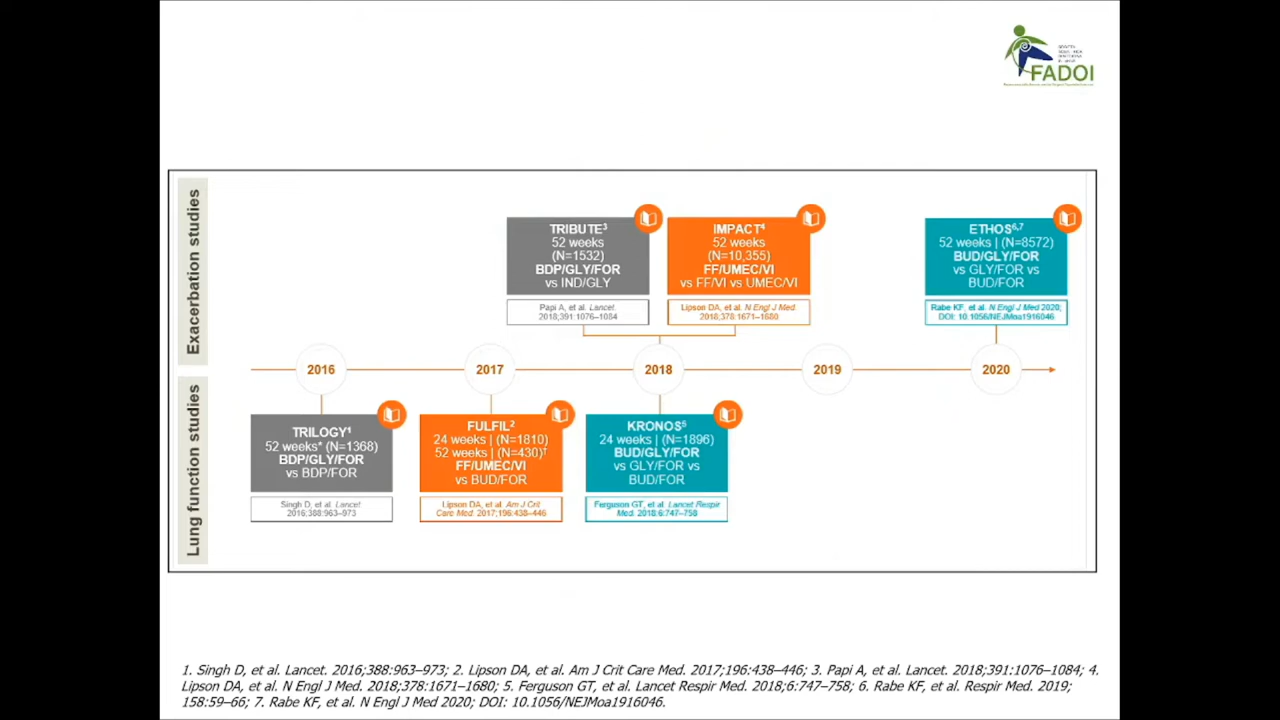 FADOI
Exacerbation studies
TRIBUTE3
52 weeks
(N=1532)
BDP/GLY/FOR
vs IND/GLY
Papi A, et al. Lancet.
2018;391:1076–1084
IMPACT4
52 weeks
(N=10,355)
FF/UMEC/VI
vs FF/VI vs UMEC/VI
Lipson DA, et al. N Engl J Med.
2018;378:1671–1680
ETHOS6,7
52 weeks | (N=8572)
BUD/GLY/FOR
vs GLY/FOR vs
BUD/FOR
Rabe KF, et al. N Engl J Med 2020;
DOI: 10.1056/NEJMoa1916046
2016
2017
2018
2019
2020
Lung function studies
TRILOGY1
52 weeks* (N=1368)
BDP/GLY/FOR
vs BDP/FOR
Singh D, et al. Lancet.
2016;388:963–973
FULFIL2
24 weeks | (N=1810)
52 weeks | (N=430)†
FF/UMEC/VI
vs BUD/FOR
Lipson DA, et al. Am J Crit
Care Med. 2017;196:438–446
KRONOS5
24 weeks | (N=1896)
BUD/GLY/FOR
vs GLY/FOR vs
BUD/FOR
Ferguson GT, et al. Lancet Respir
Med. 2018;6:747–758
1. Singh D, et al. Lancet. 2016;388:963–973; 2. Lipson DA, et al. Am J Crit Care Med. 2017;196:438–446; 3. Papi A, et al. Lancet. 2018;391:1076–1084; 4.
Lipson DA, et al. N Engl J Med. 2018;378:1671–1680; 5. Ferguson GT, et al. Lancet Respir Med. 2018;6:747–758; 6. Rabe KF, et al. Respir Med. 2019;
158:59–66; 7. Rabe KF, et al. N Engl J Med 2020; DOI: 10.1056/NEJMoa1916046.